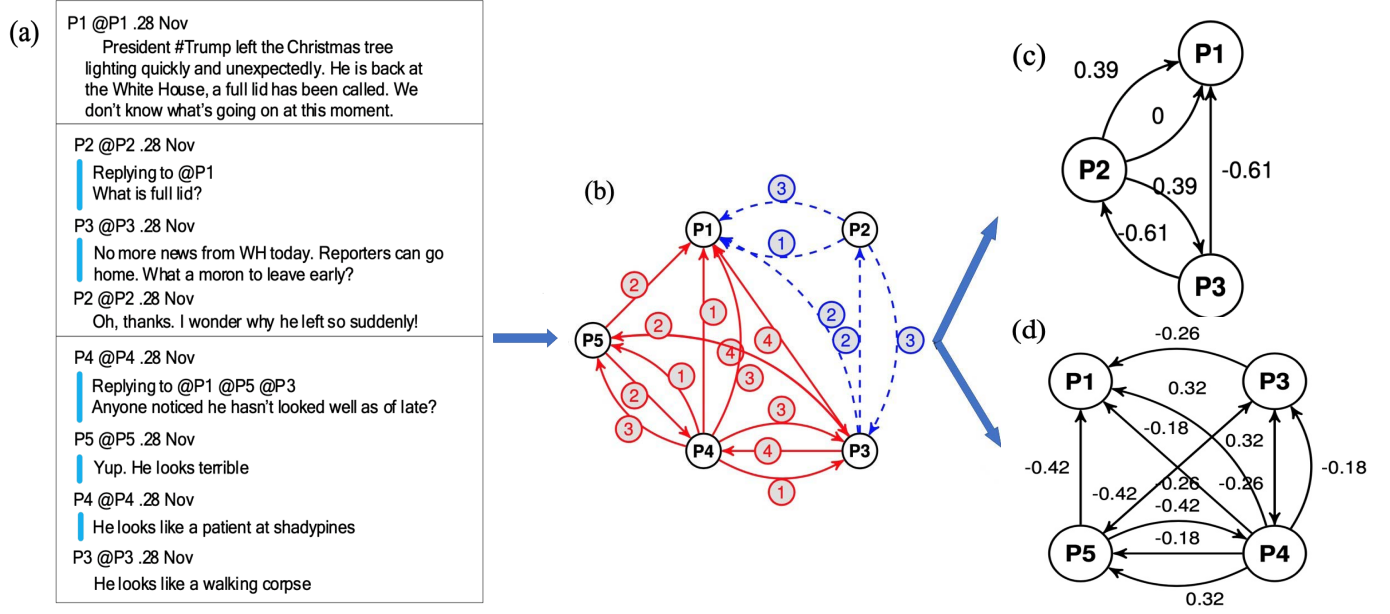 (a)
P1 @P1 .28 Nov
President #Trump left the Christmas tree
lighting quickly and unexpectedly. He is back at
the White House, a full lid has been called. We
don't know what's going on at this moment.
P2 @P2 .28 Nov
Replying to @P1
What is full lid?
P3 @P3 .28 Nov
No more news from WH today. Reporters can go
home. What a moron to leave early?
P2 @P2 .28 Nov
Oh, thanks. I wonder why he left so suddenly!
P4 @P4 .28 Nov
Replying to @P1 @P5 @P3
Anyone noticed he hasn't looked well as of late?
P5 @P5 .28 Nov
Yup. He looks terrible
P4 @P4 .28 Nov
He looks like a patient at shadypines
P3 @P3 .28 Nov
He looks like a walking corpse
(b)
3
P1
P2
1
2
1
2
3
2
4
2
P5
4
1
3
2
3
3
P4
4
P3
1
(c)
P1
0.39
0
P2
0.39
-0.61
-0.61
P3
(d)
-0.26
P1
P3
0.32
-0.18
0.32
-0.42
-0.42
-0.26
-0.26
-0.18
-0.42
P5
-0.18
P4
0.32